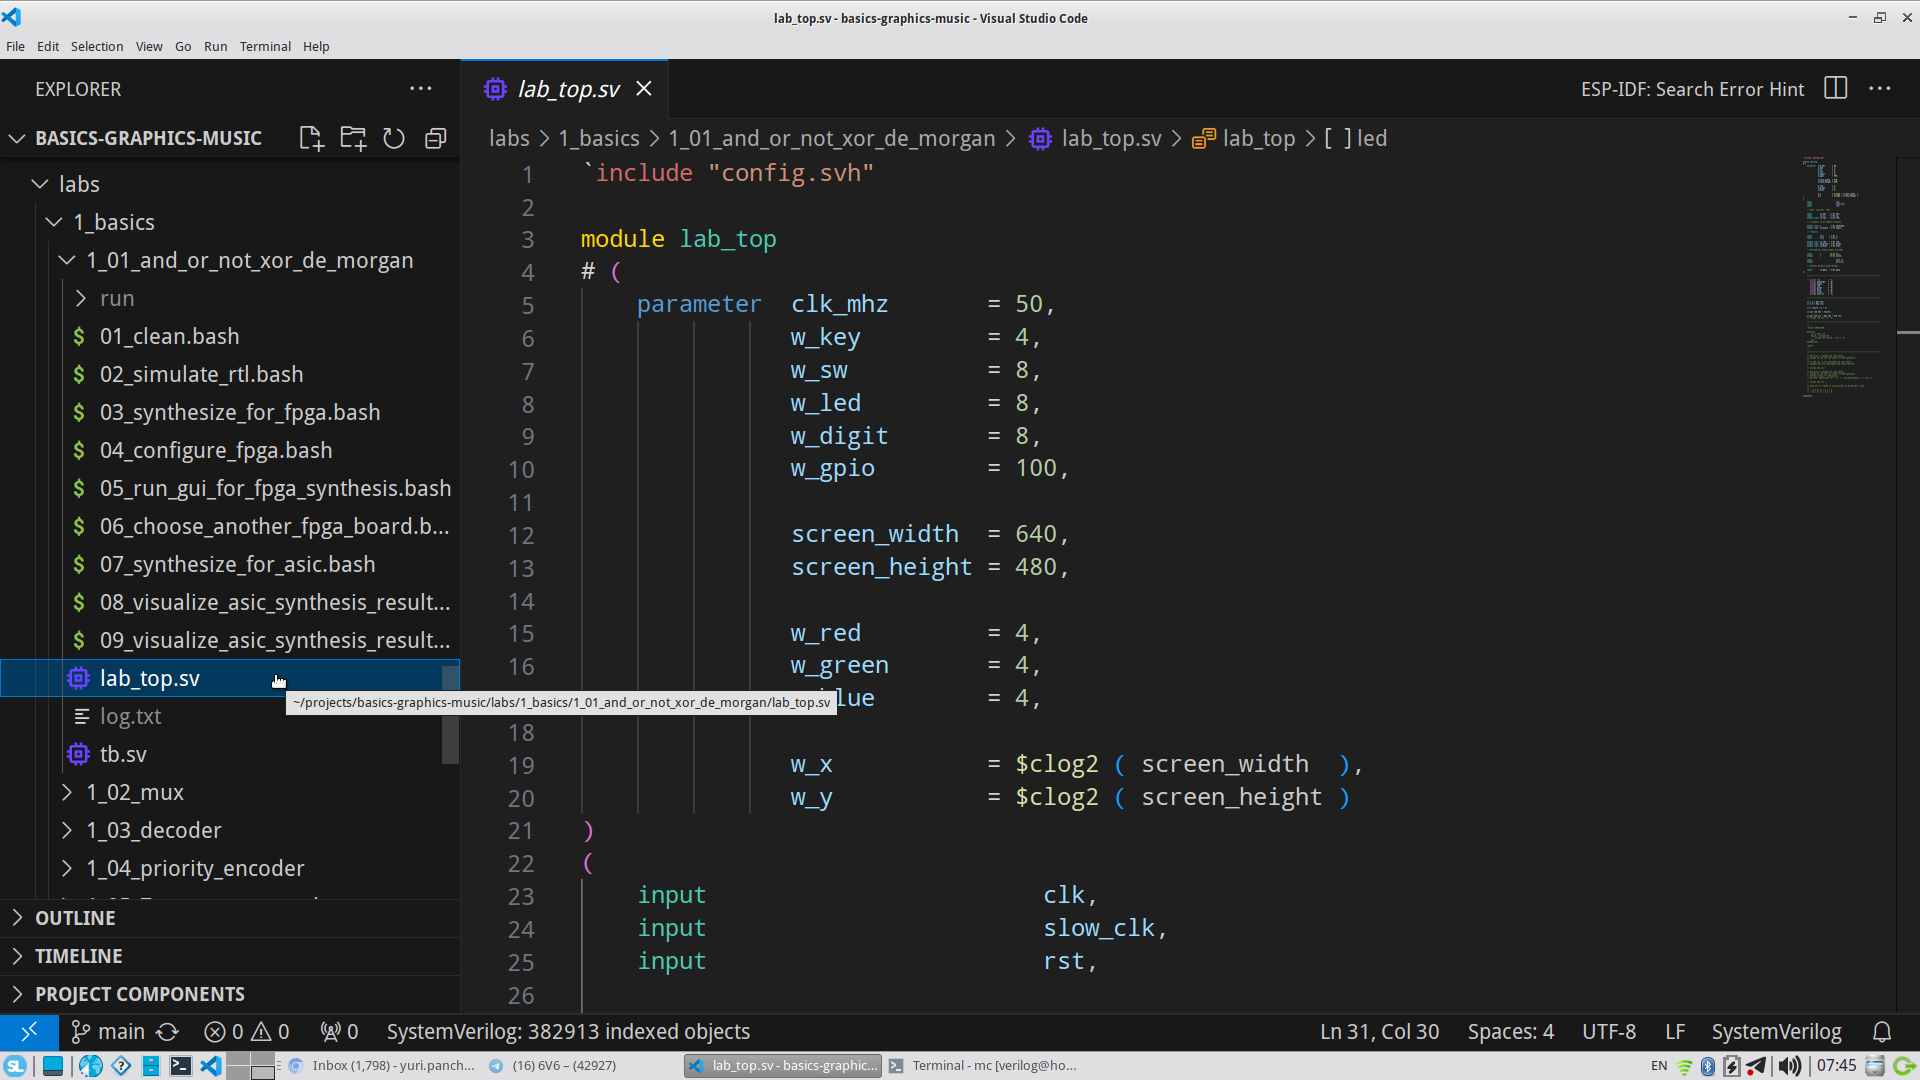 lab_top.sv - basics-graphics-music - Visual Studio Code
File Edit Selection View Go Run Terminal Help
EXPLORER
BASICS-GRAPHICS-MUSIC
labs
1_basics
1_01_and_or_not_xor_de_morgan
run
$ 01_clean.bash
$ 02_simulate_rtl.bash
$ 03_synthesize_for_fpga.bash
$ 04_configure_fpga.bash
$ 05_run_gui_for_fpga_synthesis.bash
$ 06_choose_another_fpga_board.b...
$ 07_synthesize_for_asic.bash
$ 08_visualize_asic_synthesis_result...
$ 09_visualize_asic_synthesis_result...
lab_top.sv
~/projects/basics-graphics-music/labs/1_basics/1_01_and_or_not_xor_de_morgan/lab_top.sv
log.txt
tb.sv
1_02_mux
1_03_decoder
1_04_priority_encoder
OUTLINE
TIMELINE
PROJECT COMPONENTS
lab_top.sv
ESP-IDF: Search Error Hint
labs > 1_basics > 1_01_and_or_not_xor_de_morgan > lab_top.sv > lab_top > [ ] led
1 `include "config.svh"
2
3 module lab_top
4 # (
5 parameter clk_mhz = 50,
6 w_key = 4,
7 w_sw = 8,
8 w_led = 8,
9 w_digit = 8,
10 w_gpio = 100,
11
12 screen_width = 640,
13 screen_height = 480,
14
15 w_red = 4,
16 w_green = 4,
lue = 4,
18
19 w_x = $clog2 ( screen_width ),
20 w_y = $clog2 ( screen_height )
21 )
22 (
23 input clk,
24 input slow_clk,
25 input rst,
26
main 0 0 0 SystemVerilog: 382913 indexed objects Ln 31, Col 30 Spaces: 4 UTF-8 LF SystemVerilog
SL Inbox (1,798) - yuri.panch... (16) 6V6 – (42927) lab_top.sv - basics-graphic... Terminal - mc [verilog@ho... EN 07:45